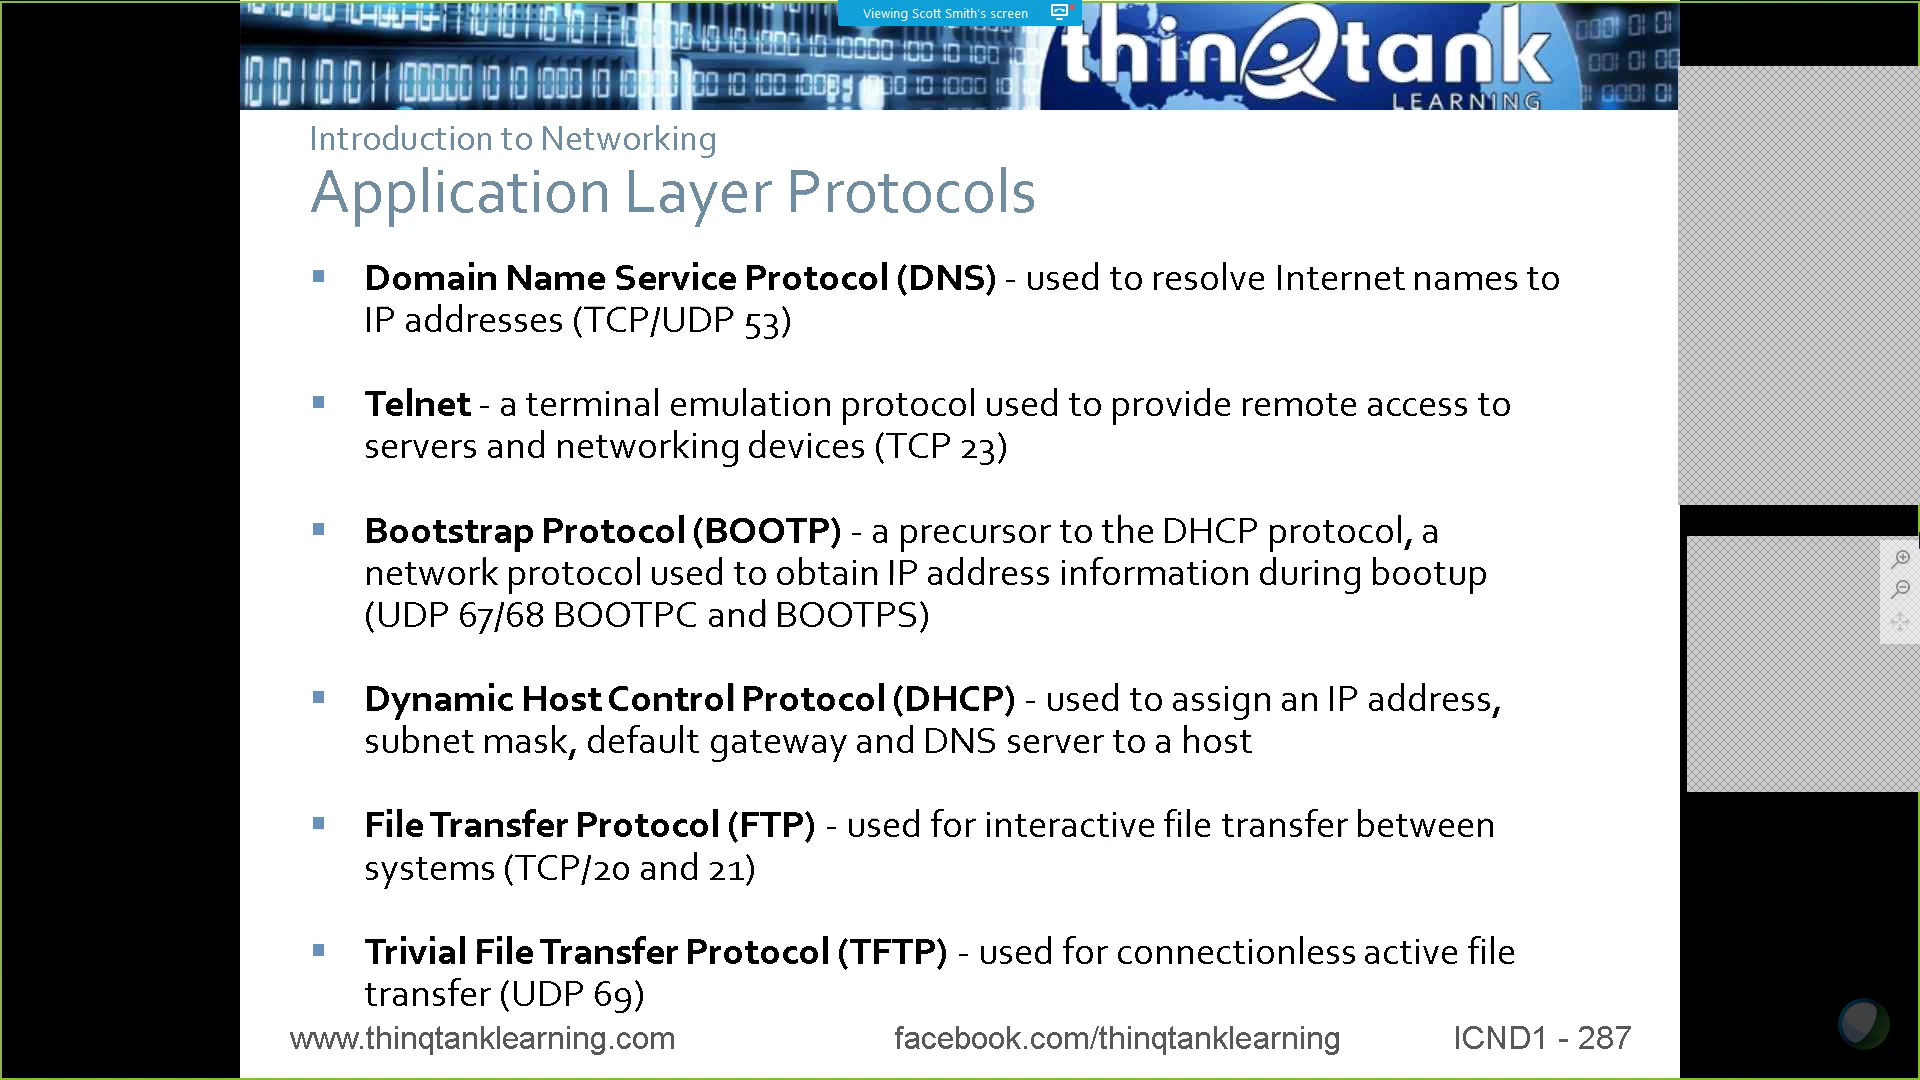 Viewing Scott Smith's screen
thinQtank
LEARNING
Introduction to Networking
Application Layer Protocols
▪ Domain Name Service Protocol (DNS) - used to resolve Internet names to
IP addresses (TCP/UDP 53)
▪ Telnet - a terminal emulation protocol used to provide remote access to
servers and networking devices (TCP 23)
▪ Bootstrap Protocol (BOOTP) - a precursor to the DHCP protocol, a
network protocol used to obtain IP address information during bootup
(UDP 67/68 BOOTPC and BOOTPS)
▪ Dynamic Host Control Protocol (DHCP) - used to assign an IP address,
subnet mask, default gateway and DNS server to a host
▪ File Transfer Protocol (FTP) - used for interactive file transfer between
systems (TCP/20 and 21)
▪ Trivial File Transfer Protocol (TFTP) - used for connectionless active file
transfer (UDP 69)
www.thinqtanklearning.com facebook.com/thinqtanklearning ICND1 - 287